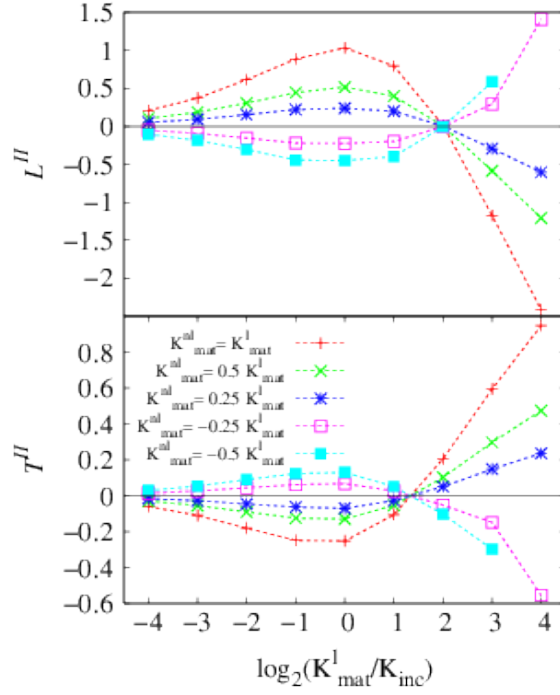 1.5
1
0.5
0
−0.5
−1
−1.5
−2
L^II
0.8
0.6
0.4
0.2
0
−0.2
−0.4
−0.6
T^II
K^nl_mat= K^l_mat
K^nl_mat= 0.5 K^l_mat
K^nl_mat= 0.25 K^l_mat
K^nl_mat= −0.25 K^l_mat
K^nl_mat= −0.5 K^l_mat
−4 −3 −2 −1 0 1 2 3 4
log_2(K^l_mat/K_inc)